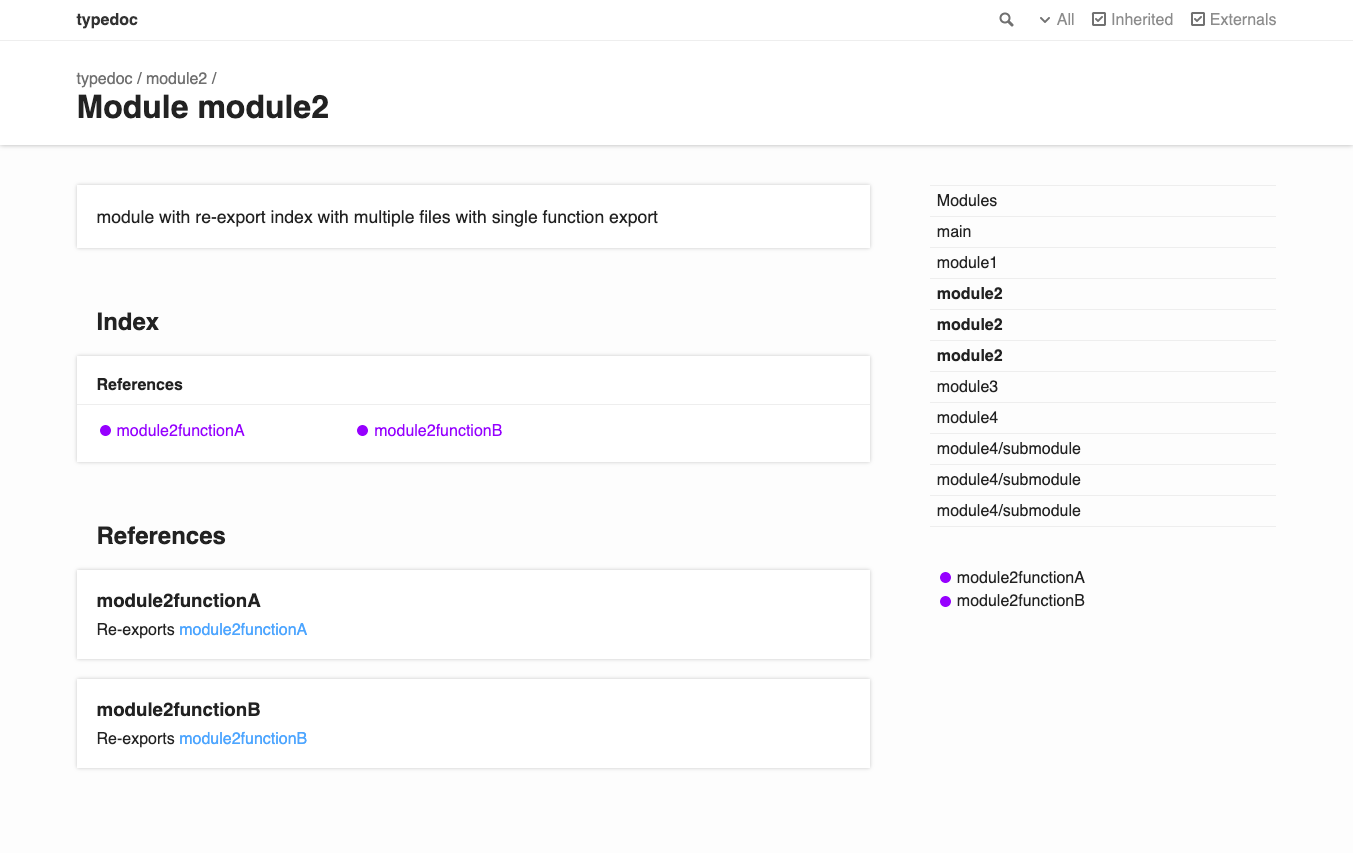 typedoc
All Inherited Externals
typedoc / module2 /
Module module2
module with re-export index with multiple files with single function export
Index
References
module2functionA module2functionB
References
module2functionA
Re-exports module2functionA
module2functionB
Re-exports module2functionB
Modules
main
module1
module2
module2
module2
module3
module4
module4/submodule
module4/submodule
module4/submodule
module2functionA
module2functionB